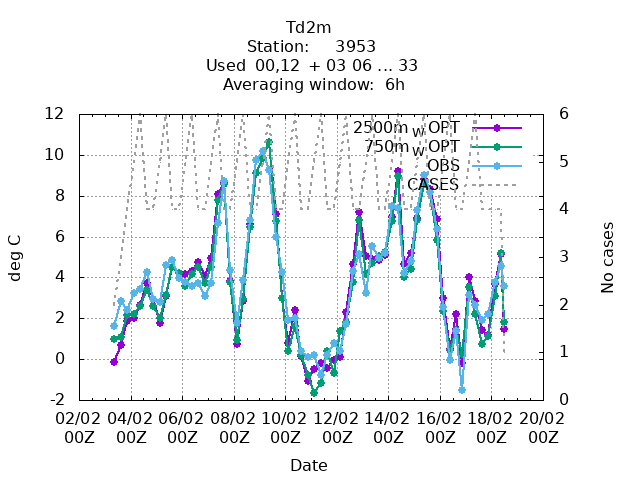 Td2m
Station: 3953
Used 00,12 + 03 06 ... 33
Averaging window: 6h
12
10
8
6
4
2
0
-2
deg C
6
5
4
3
2
1
0
No cases
2500m W OPT
750m W OPT
OBS
CASES
02/02 04/02 06/02 08/02 10/02 12/02 14/02 16/02 18/02 20/02
00Z 00Z 00Z 00Z 00Z 00Z 00Z 00Z 00Z 00Z
Date